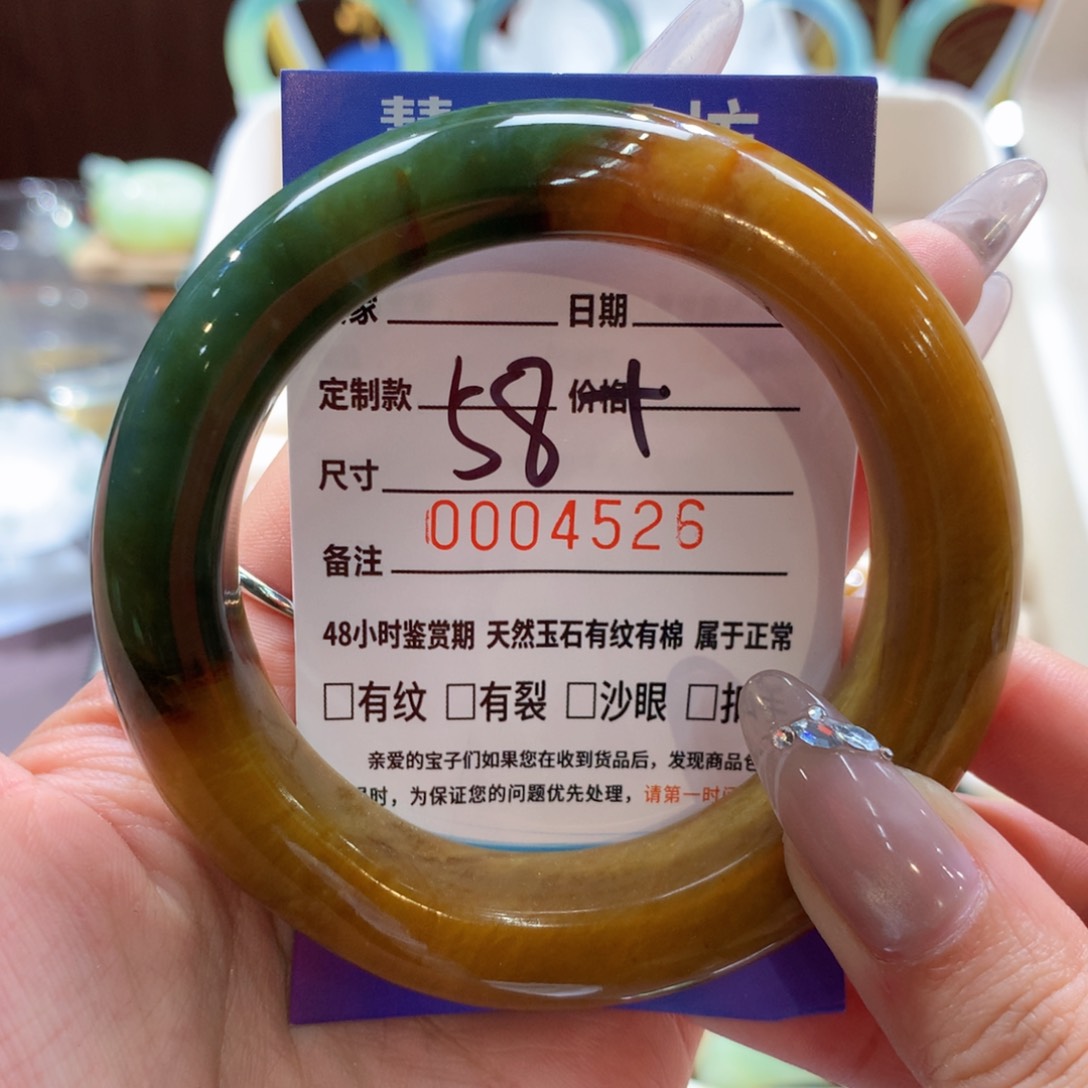 慧
家 日期
定制款 58+ 价格
尺寸
0004526
备注
48小时鉴赏期 天然玉石有纹有棉 属于正常
□有纹 □有裂 □沙眼 □
亲爱的宝子们如果您在收到货品后，发现商品
时，为保证您的问题优先处理，请第一时